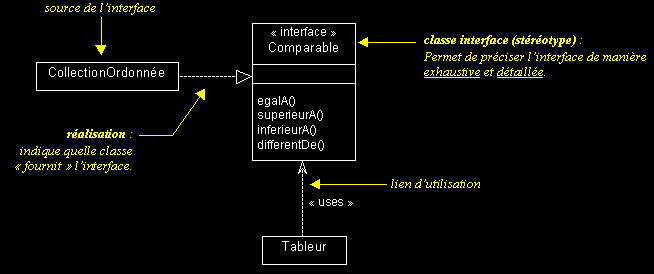 source de l'interface
« interface »
Comparable
classe interface (stéréotype) :
Permet de préciser l'interface de manière
exhaustive et détaillée.
CollectionOrdonnée
egalA()
superieurA()
inferieurA()
differentDe()
réalisation :
indique quelle classe
« fournit » l'interface.
lien d'utilisation
« uses »
Tableur